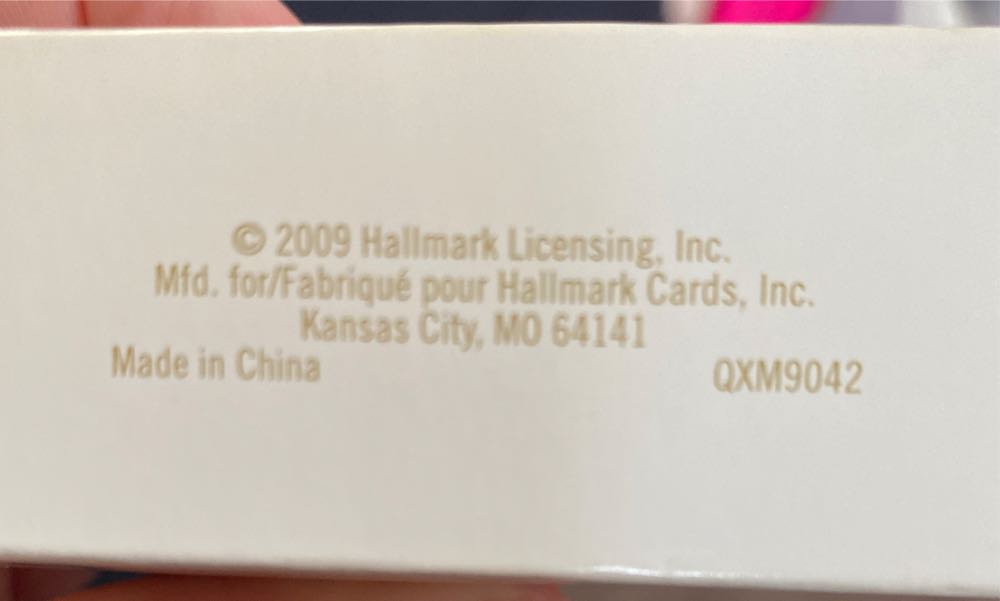 © 2009 Hallmark Licensing, Inc.
Mfd. for/Fabriqué pour Hallmark Cards, Inc.
Kansas City, MO 64141
Made in China QXM9042